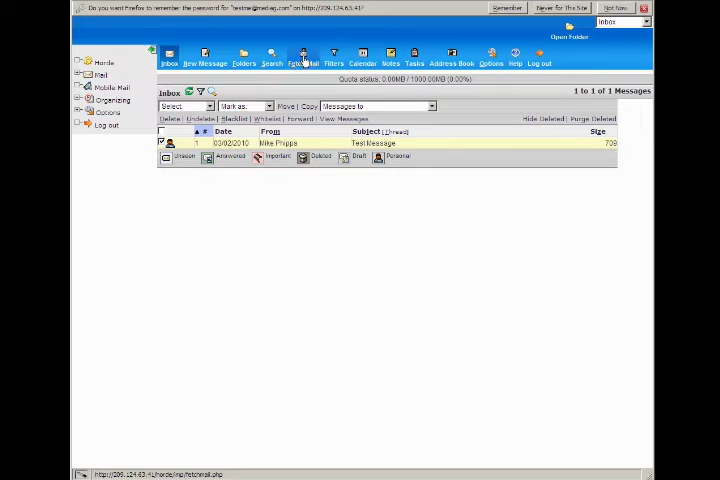 Do you want Firefox to remember the password for "testme@mediag.com" on http://209.124.63.41? Remember Never for This Site Not Now
Inbox
Open Folder
Inbox New Message Folders Search Fetch Mail Filters Calendar Notes Tasks Address Book Options Help Log out
Horde
Mail
Mobile Mail
Organizing
Options
Log out
Quota status: 0.00MB / 1000.00MB (0.00%)
Inbox 1 to 1 of 1 Messages
Select Mark as: Move | Copy Messages to
Delete | Undelete | Blacklist | Whitelist | Forward | View Messages Hide Deleted | Purge Deleted
# Date From Subject [Thread] Size
1 03/02/2010 Mike Phipps Test Message 709
Unseen Answered Important Deleted Draft Personal
http://209.124.63.41/horde/imp/fetchmail.php